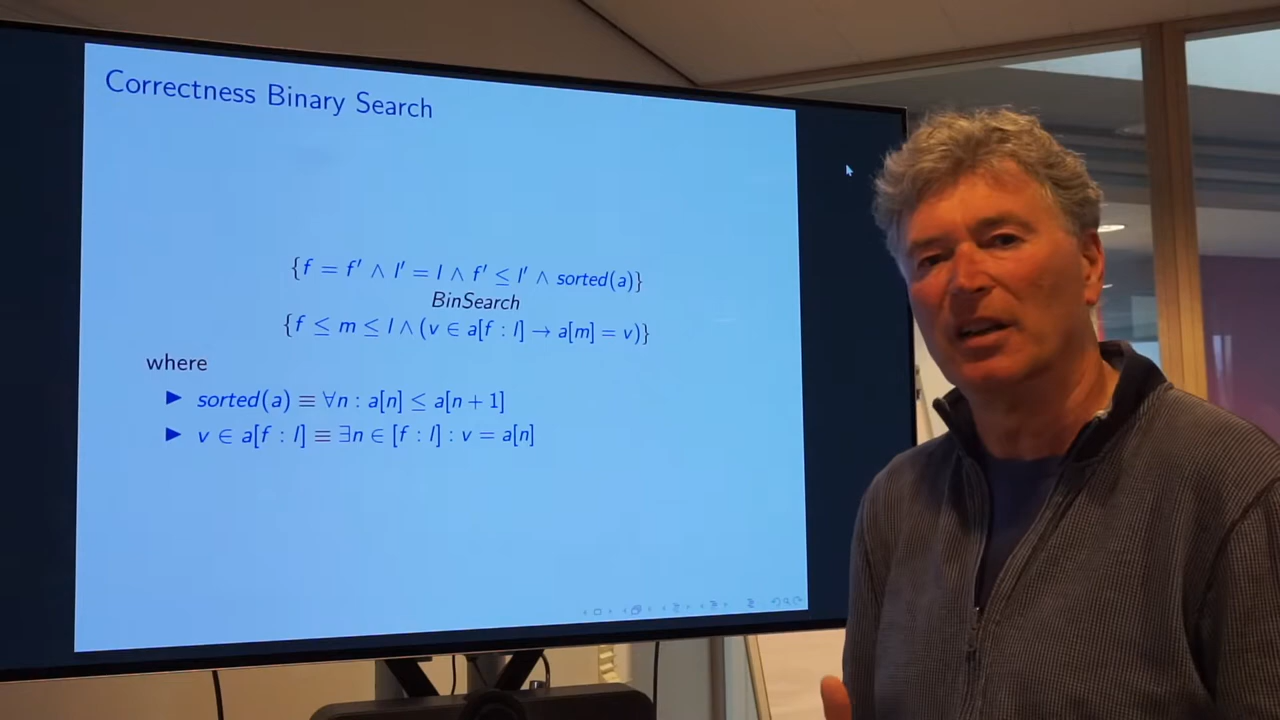 Correctness Binary Search
{f = f′ ∧ l′ = l ∧ f′ ≤ l′ ∧ sorted(a)}
BinSearch
{f ≤ m ≤ l ∧ (v ∈ a[f : l] → a[m] = v)}
where
▶ sorted(a) ≡ ∀n : a[n] ≤ a[n + 1]
▶ v ∈ a[f : l] ≡ ∃n ∈ [f : l] : v = a[n]